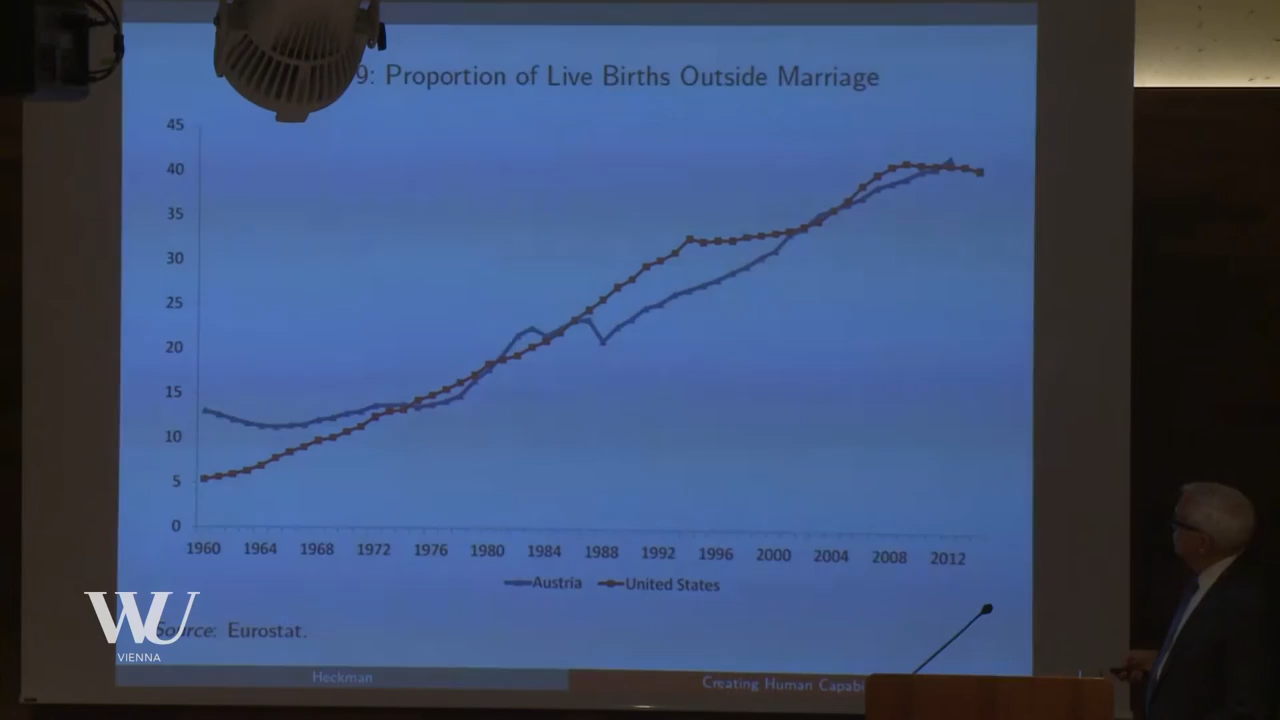 9: Proportion of Live Births Outside Marriage
45
40
35
30
25
20
15
10
5
0
1960 1964 1968 1972 1976 1980 1984 1988 1992 1996 2000 2004 2008 2012
Austria United States
WU
VIENNA
Source: Eurostat.
Heckman Creating Human Capabi